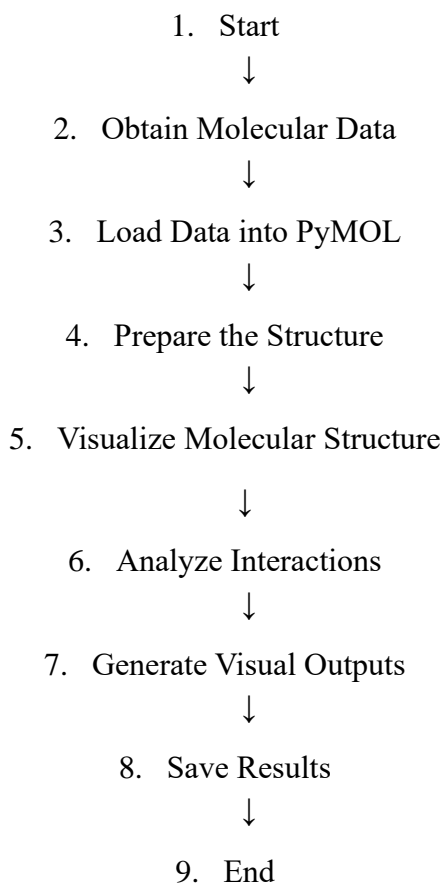 1. Start
↓
2. Obtain Molecular Data
↓
3. Load Data into PyMOL
↓
4. Prepare the Structure
↓
5. Visualize Molecular Structure
↓
6. Analyze Interactions
↓
7. Generate Visual Outputs
↓
8. Save Results
↓
9. End